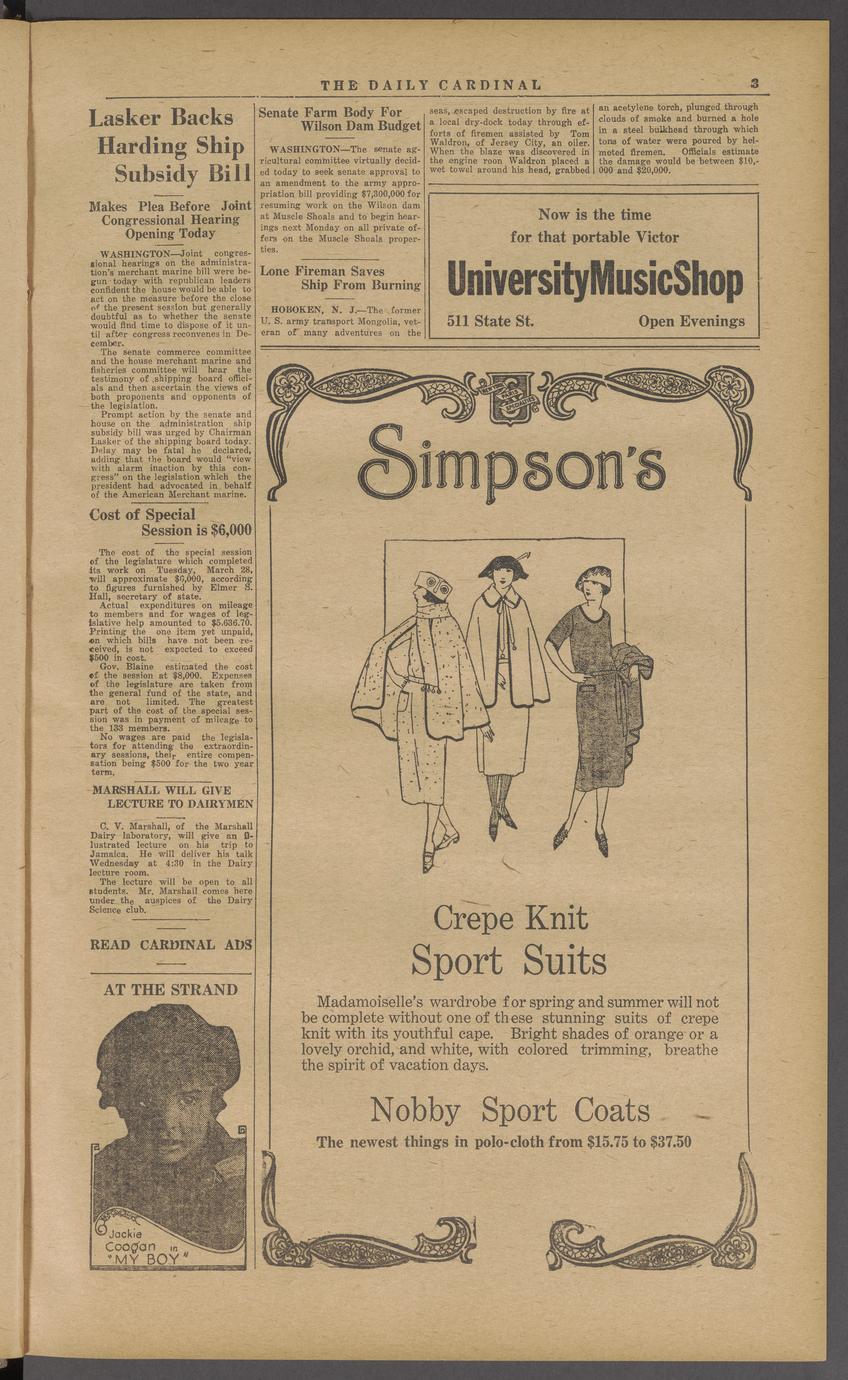 THE DAILY CARDINAL 3
Lasker Backs
Harding Ship
Subsidy Bill
Makes Plea Before Joint
Congressional Hearing
Opening Today
WASHINGTON—Joint congres-
sional hearings on the administra-
tion's merchant marine bill were be-
gun today with republican leaders
confident the house would be able to
act on the measure before the close
of the present session but generally
doubtful as to whether the senate
would find time to dispose of it un-
til after congress reconvenes in De-
cember.
The senate commerce committee
and the house merchant marine and
fisheries committee will hear the
testimony of shipping board offici-
als and then ascertain the views of
both proponents and opponents of
the legislation.
Prompt action by the senate and
house on the administration ship
subsidy bill was urged by Chairman
Lasker of the shipping board today.
Delay may be fatal he declared,
adding that the board would "view
with alarm inaction by this con-
gress" on the legislation which the
president had advocated in behalf
of the American Merchant marine.
Cost of Special
Session is $6,000
The cost of the special session
of the legislature which completed
its work on Tuesday, March 28,
will approximate $6,000, according
to figures furnished by Elmer S.
Hall, secretary of state.
Actual expenditures on mileage
to members and for wages of leg-
islative help amounted to $5.636.70.
Printing the one item yet unpaid,
on which bills have not been re-
ceived, is not expected to exceed
$500 in cost.
Gov. Blaine estimated the cost
of the session at $8,000. Expenses
of the legislature are taken from
the general fund of the state, and
are not limited. The greatest
part of the cost of the special ses-
sion was in payment of mileage to
the 133 members.
No wages are paid the legisla-
tors for attending the extraordin-
ary sessions, their entire compen-
sation being $500 for the two year
term.
MARSHALL WILL GIVE
LECTURE TO DAIRYMEN
C. V. Marshall, of the Marshall
Dairy laboratory, will give an il-
lustrated lecture on his trip to
Jamaica. He will deliver his talk
Wednesday at 4:30 in the Dairy
lecture room.
The lecture will be open to all
students. Mr. Marshall comes here
under the auspices of the Dairy
Science club.
READ CARDINAL ADS
AT THE STRAND
Jackie
Coogan in
"MY BOY"
Senate Farm Body For
Wilson Dam Budget
WASHINGTON—The senate ag-
ricultural committee virtually decid-
ed today to seek senate approval to
an amendment to the army appro-
priation bill providing $7,300,000 for
resuming work on the Wilson dam
at Muscle Shoals and to begin hear-
ings next Monday on all private of-
fers on the Muscle Shoals proper-
ties.
Lone Fireman Saves
Ship From Burning
HOBOKEN, N. J.—The former
U. S. army transport Mongolia, vet-
eran of many adventures on the
seas, escaped destruction by fire at
a local dry-dock today through ef-
forts of firemen assisted by Tom
Waldron, of Jersey City, an oiler.
When the blaze was discovered in
the engine roon Waldron placed a
wet towel around his head, grabbed
an acetylene torch, plunged through
clouds of smoke and burned a hole
in a steel bulkhead through which
tons of water were poured by hel-
meted firemen. Officials estimate
the damage would be between $10,-
000 and $20,000.
Now is the time
for that portable Victor
UniversityMusicShop
511 State St. Open Evenings
Simpson's
Crepe Knit
Sport Suits
Madamoiselle's wardrobe for spring and summer will not
be complete without one of these stunning suits of crepe
knit with its youthful cape. Bright shades of orange or a
lovely orchid, and white, with colored trimming, breathe
the spirit of vacation days.
Nobby Sport Coats
The newest things in polo-cloth from $15.75 to $37.50